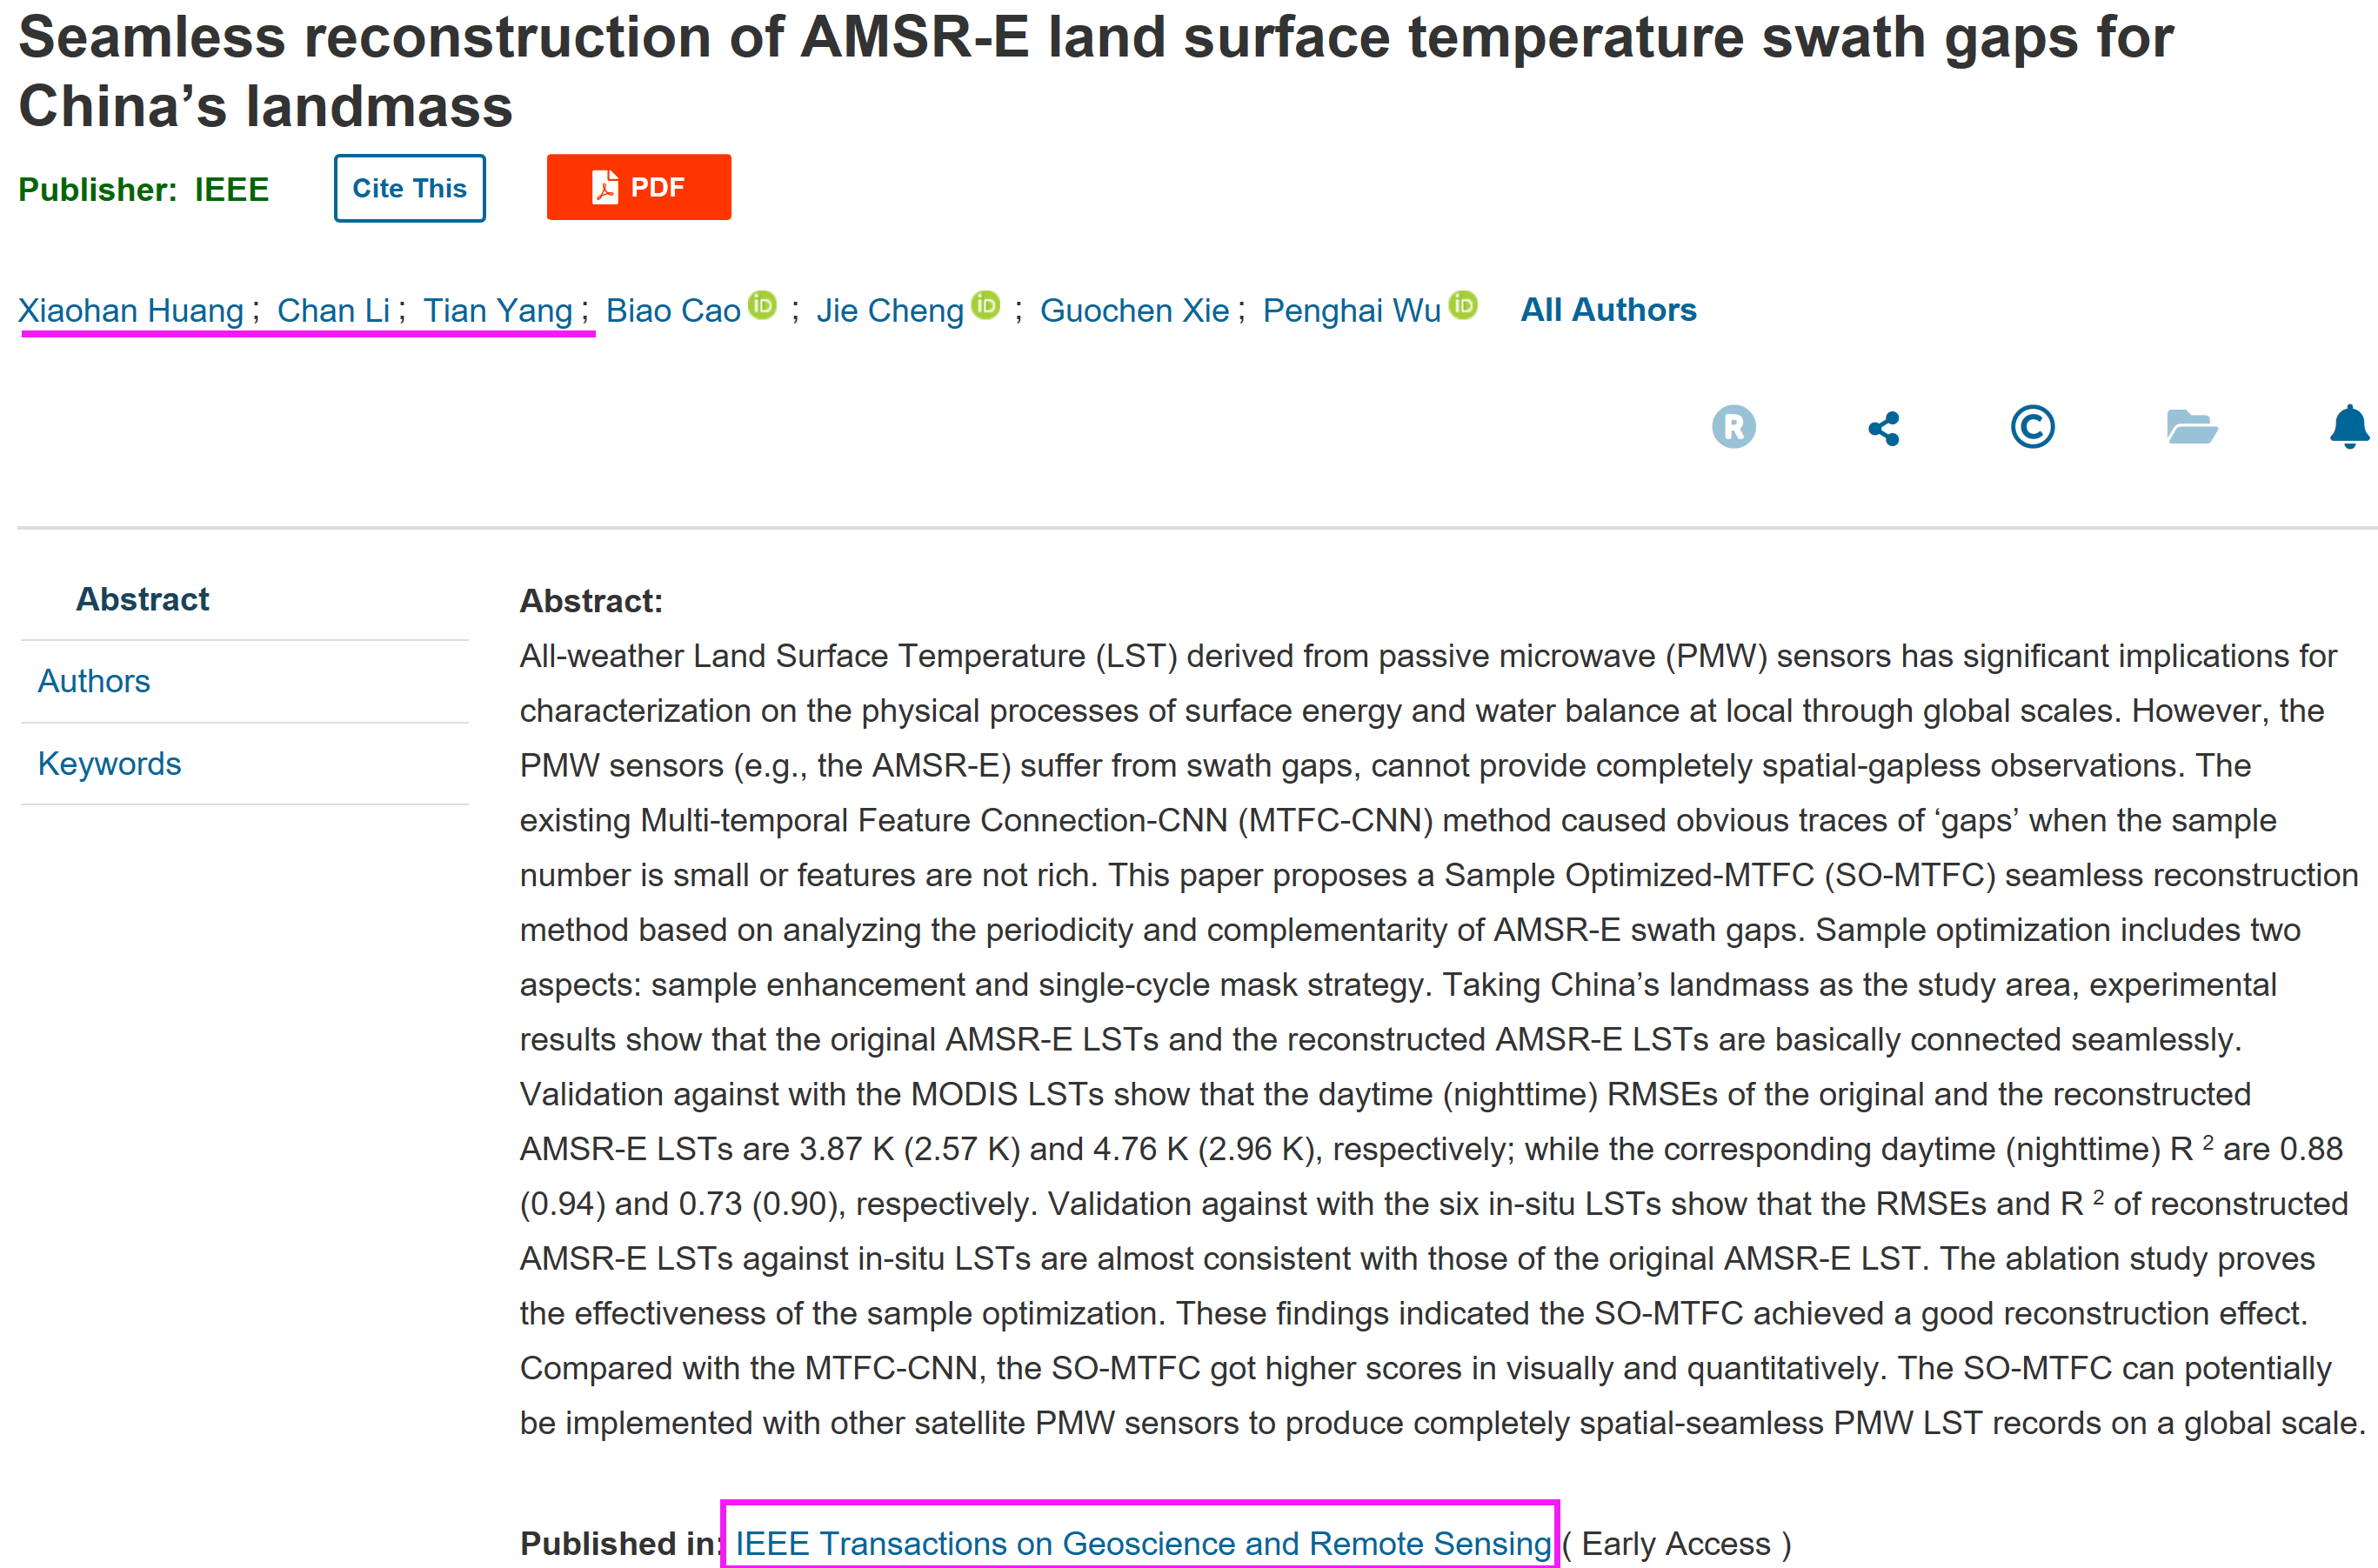 Seamless reconstruction of AMSR-E land surface temperature swath gaps for
China’s landmass
Publisher: IEEE Cite This PDF
Xiaohan Huang ; Chan Li ; Tian Yang ; Biao Cao iD ; Jie Cheng iD ; Guochen Xie ; Penghai Wu iD All Authors
R ©
Abstract
Authors
Keywords
Abstract:
All-weather Land Surface Temperature (LST) derived from passive microwave (PMW) sensors has significant implications for
characterization on the physical processes of surface energy and water balance at local through global scales. However, the
PMW sensors (e.g., the AMSR-E) suffer from swath gaps, cannot provide completely spatial-gapless observations. The
existing Multi-temporal Feature Connection-CNN (MTFC-CNN) method caused obvious traces of ‘gaps’ when the sample
number is small or features are not rich. This paper proposes a Sample Optimized-MTFC (SO-MTFC) seamless reconstruction
method based on analyzing the periodicity and complementarity of AMSR-E swath gaps. Sample optimization includes two
aspects: sample enhancement and single-cycle mask strategy. Taking China’s landmass as the study area, experimental
results show that the original AMSR-E LSTs and the reconstructed AMSR-E LSTs are basically connected seamlessly.
Validation against with the MODIS LSTs show that the daytime (nighttime) RMSEs of the original and the reconstructed
AMSR-E LSTs are 3.87 K (2.57 K) and 4.76 K (2.96 K), respectively; while the corresponding daytime (nighttime) R ² are 0.88
(0.94) and 0.73 (0.90), respectively. Validation against with the six in-situ LSTs show that the RMSEs and R ² of reconstructed
AMSR-E LSTs against in-situ LSTs are almost consistent with those of the original AMSR-E LST. The ablation study proves
the effectiveness of the sample optimization. These findings indicated the SO-MTFC achieved a good reconstruction effect.
Compared with the MTFC-CNN, the SO-MTFC got higher scores in visually and quantitatively. The SO-MTFC can potentially
be implemented with other satellite PMW sensors to produce completely spatial-seamless PMW LST records on a global scale.
Published in: IEEE Transactions on Geoscience and Remote Sensing ( Early Access )